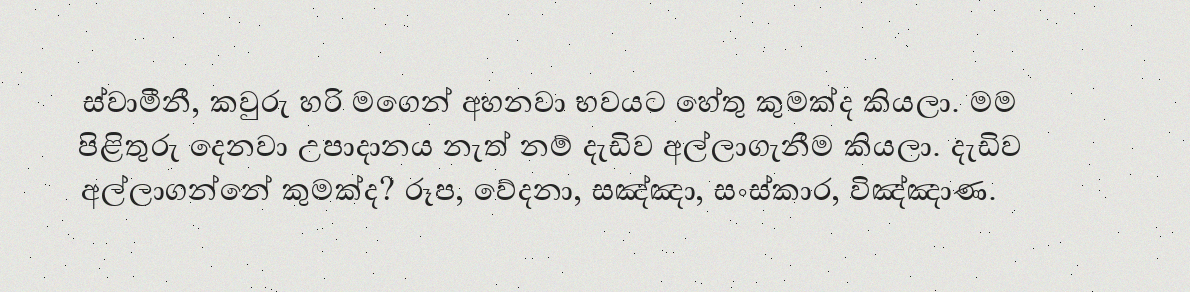 ස්වාමීනී, කවුරු හරි මගෙන් අහනවා භවයට හේතු කුමක්ද කියලා. මම
පිළිතුරු දෙනවා උපාදානය නැත් නම් දැඩිව අල්ලාගැනීම කියලා. දැඩිව
අල්ලාගන්නේ කුමක්ද? රූප, වේදනා, සඤ්ඤා, සංස්කාර, විඤ්ඤාණ.